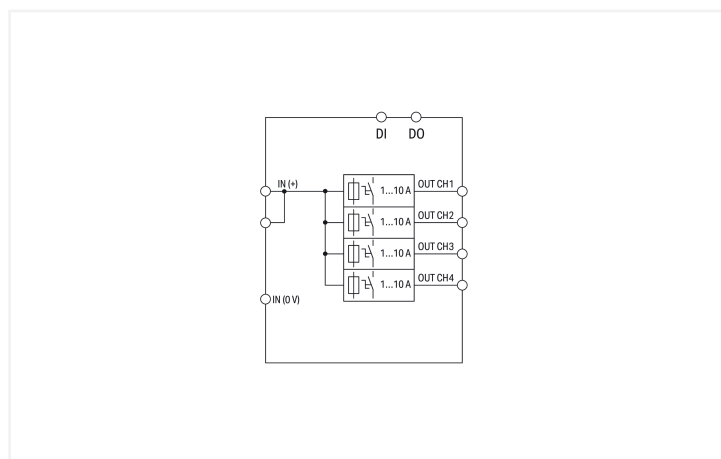 DI DO
IN (+)
1...10 A OUT CH1
1...10 A OUT CH2
1...10 A OUT CH3
1...10 A OUT CH4
IN (0 V)